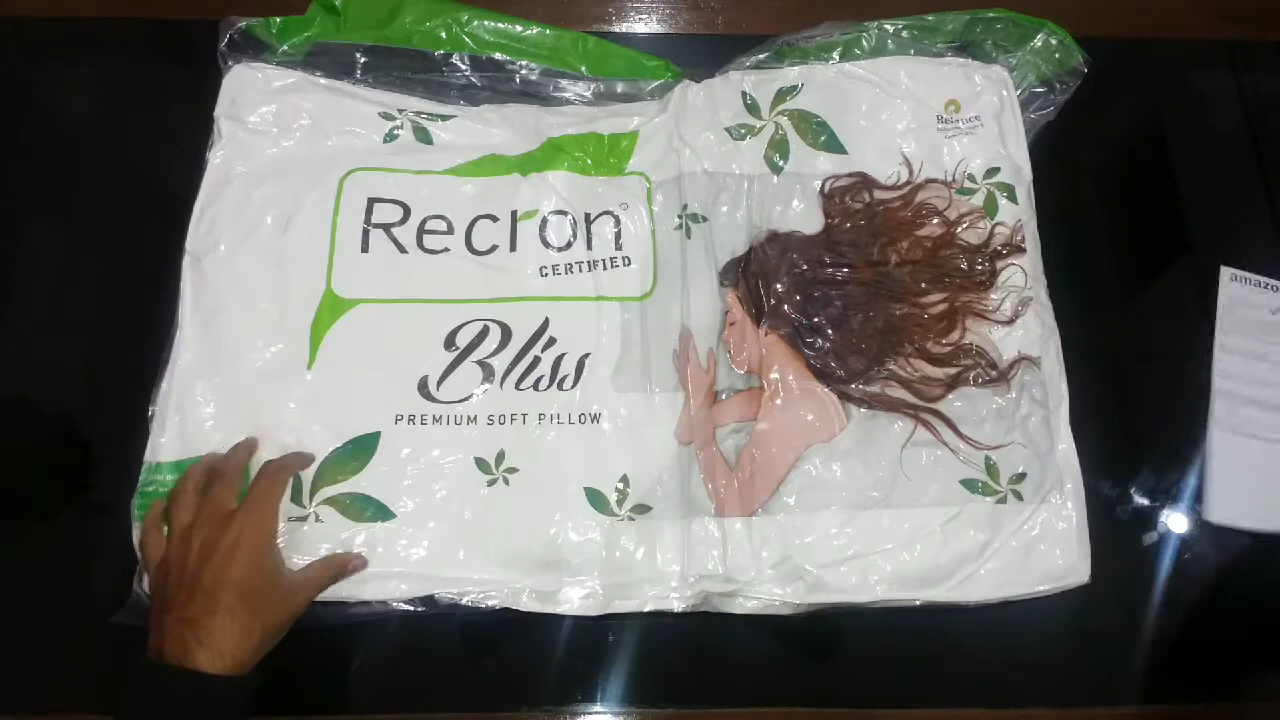 Recron®
CERTIFIED
Bliss
PREMIUM SOFT PILLOW
Reliance
amazo